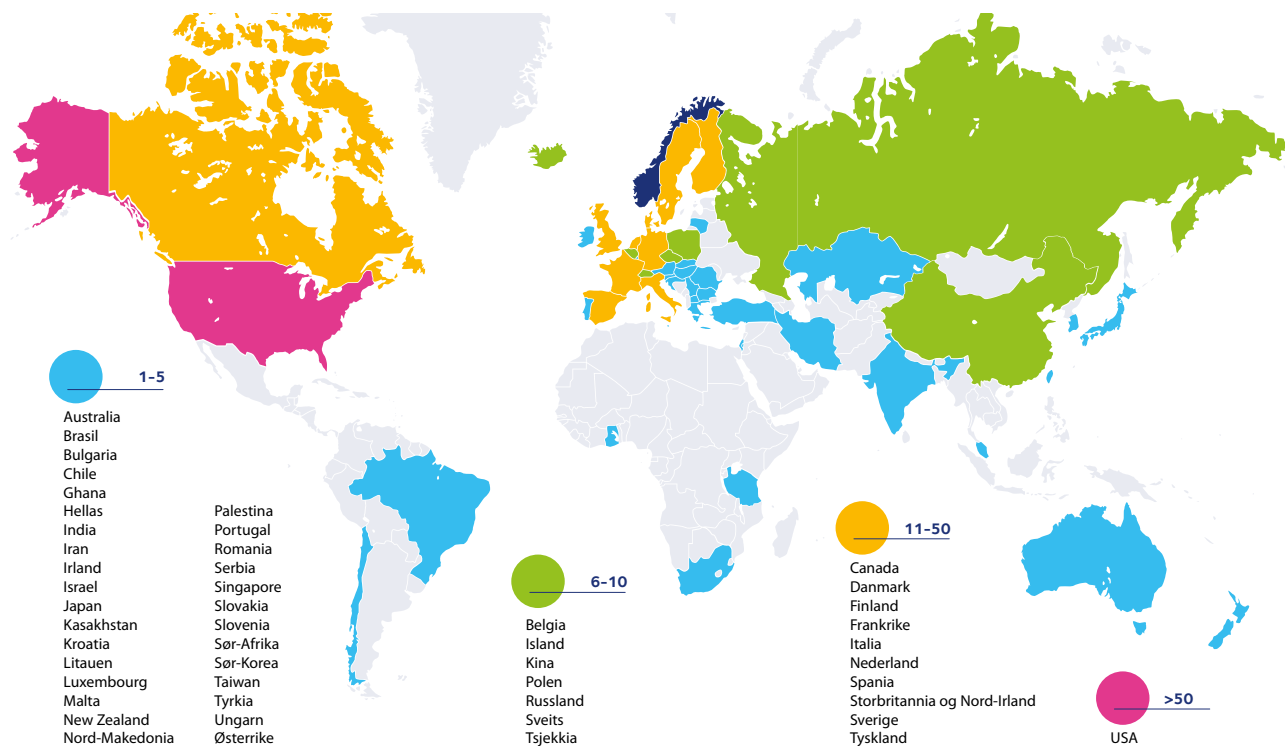 1–5
Australia
Brasil
Bulgaria
Chile
Ghana
Hellas
India
Iran
Irland
Israel
Japan
Kasakhstan
Kroatia
Litauen
Luxembourg
Malta
New Zealand
Nord-Makedonia
Palestina
Portugal
Romania
Serbia
Singapore
Slovakia
Slovenia
Sør-Afrika
Sør-Korea
Taiwan
Tyrkia
Ungarn
Østerrike
6–10
Belgia
Island
Kina
Polen
Russland
Sveits
Tsjekkia
11–50
Canada
Danmark
Finland
Frankrike
Italia
Nederland
Spania
Storbritannia og Nord-Irland
Sverige
Tyskland
>50
USA